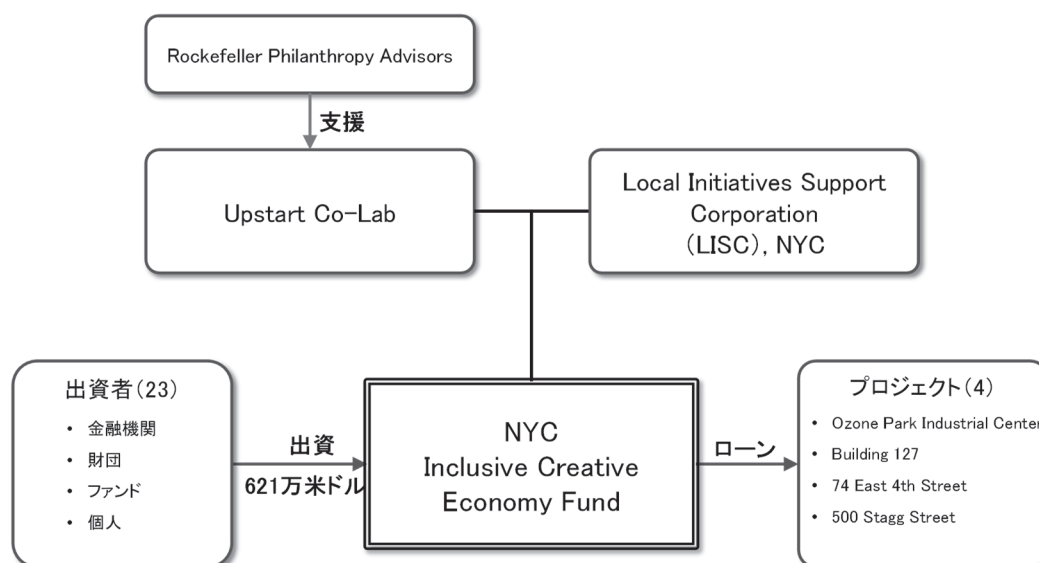 Rockefeller Philanthropy Advisors
支援
Upstart Co-Lab
Local Initiatives Support
Corporation
(LISC), NYC
出資者(23)
• 金融機関
• 財団
• ファンド
• 個人
出資
621万米ドル
NYC
Inclusive Creative
Economy Fund
ローン
プロジェクト(4)
• Ozone Park Industrial Center
• Building 127
• 74 East 4th Street
• 500 Stagg Street